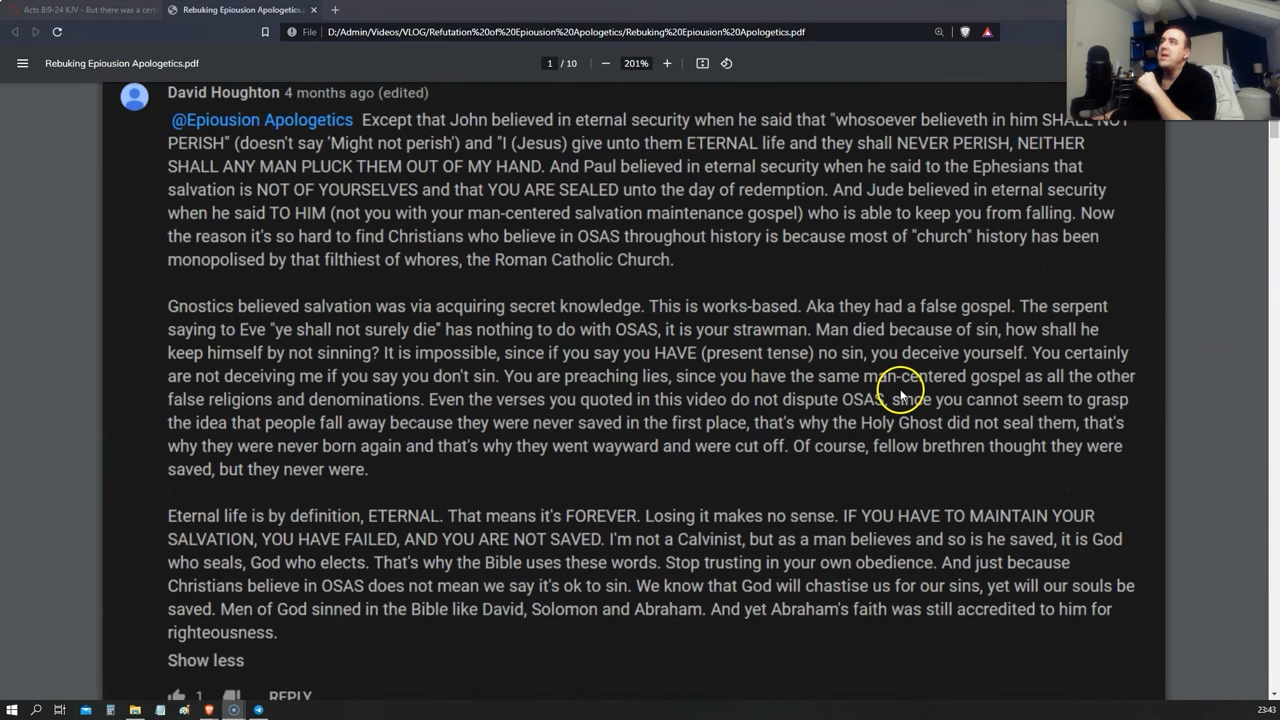 Acts 8:9-24 KJV - But there was a cert
Rebuking Epiousion Apologetics.
File
D:/Admin/Videos/VLOG/Refutation%20of%20Epiousion%20Apologetics/Rebuking%20Epiousion%20Apologetics.pdf
Rebuking Epiousion Apologetics.pdf
1 / 10
201%
David Houghton 4 months ago (edited)
@Epiousion Apologetics Except that John believed in eternal security when he said that "whosoever believeth in him SHALL NOT
PERISH" (doesn't say 'Might not perish') and "I (Jesus) give unto them ETERNAL life and they shall NEVER PERISH, NEITHER
SHALL ANY MAN PLUCK THEM OUT OF MY HAND. And Paul believed in eternal security when he said to the Ephesians that
salvation is NOT OF YOURSELVES and that YOU ARE SEALED unto the day of redemption. And Jude believed in eternal security
when he said TO HIM (not you with your man-centered salvation maintenance gospel) who is able to keep you from falling. Now
the reason it's so hard to find Christians who believe in OSAS throughout history is because most of "church" history has been
monopolised by that filthiest of whores, the Roman Catholic Church.
Gnostics believed salvation was via acquiring secret knowledge. This is works-based. Aka they had a false gospel. The serpent
saying to Eve "ye shall not surely die" has nothing to do with OSAS, it is your strawman. Man died because of sin, how shall he
keep himself by not sinning? It is impossible, since if you say you HAVE (present tense) no sin, you deceive yourself. You certainly
are not deceiving me if you say you don't sin. You are preaching lies, since you have the same man-centered gospel as all the other
false religions and denominations. Even the verses you quoted in this video do not dispute OSAS, since you cannot seem to grasp
the idea that people fall away because they were never saved in the first place, that's why the Holy Ghost did not seal them, that's
why they were never born again and that's why they went wayward and were cut off. Of course, fellow brethren thought they were
saved, but they never were.
Eternal life is by definition, ETERNAL. That means it's FOREVER. Losing it makes no sense. IF YOU HAVE TO MAINTAIN YOUR
SALVATION, YOU HAVE FAILED, AND YOU ARE NOT SAVED. I'm not a Calvinist, but as a man believes and so is he saved, it is God
who seals, God who elects. That's why the Bible uses these words. Stop trusting in your own obedience. And just because
Christians believe in OSAS does not mean we say it's ok to sin. We know that God will chastise us for our sins, yet will our souls be
saved. Men of God sinned in the Bible like David, Solomon and Abraham. And yet Abraham's faith was still accredited to him for
righteousness.
Show less
1
REPLY
23:43